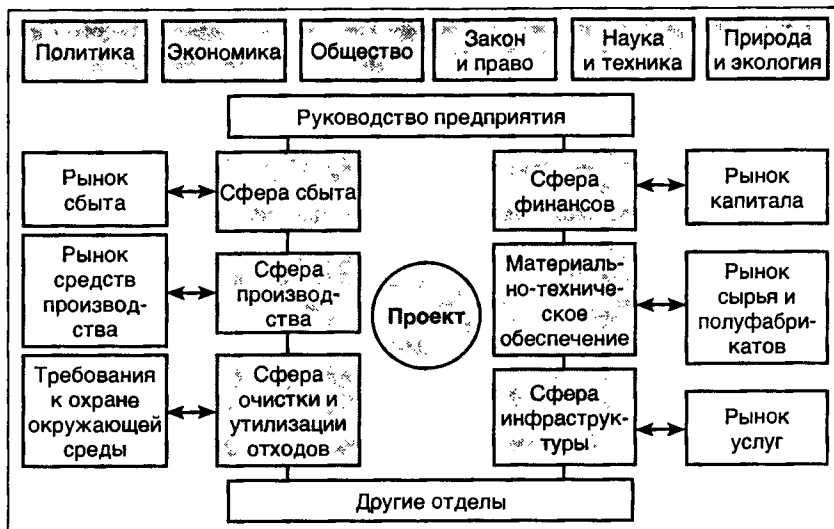 Политика
Экономика
Общество
Закон
и право
Наука
и техника
Природа
и экология
Руководство предприятия
Рынок
сбыта
Сфера сбыта
Сфера
финансов
Рынок
капитала
Рынок
средств
производ-
ства
Сфера
производ-
ства
Проект
Материаль-
но-техниче-
ское
обеспечение
Рынок
сырья и
полуфабри-
катов
Требования
к охране
окружающей
среды
Сфера
очистки и
утилизации
отходов
Сфера
инфраструк-
туры
Рынок
услуг
Другие отделы